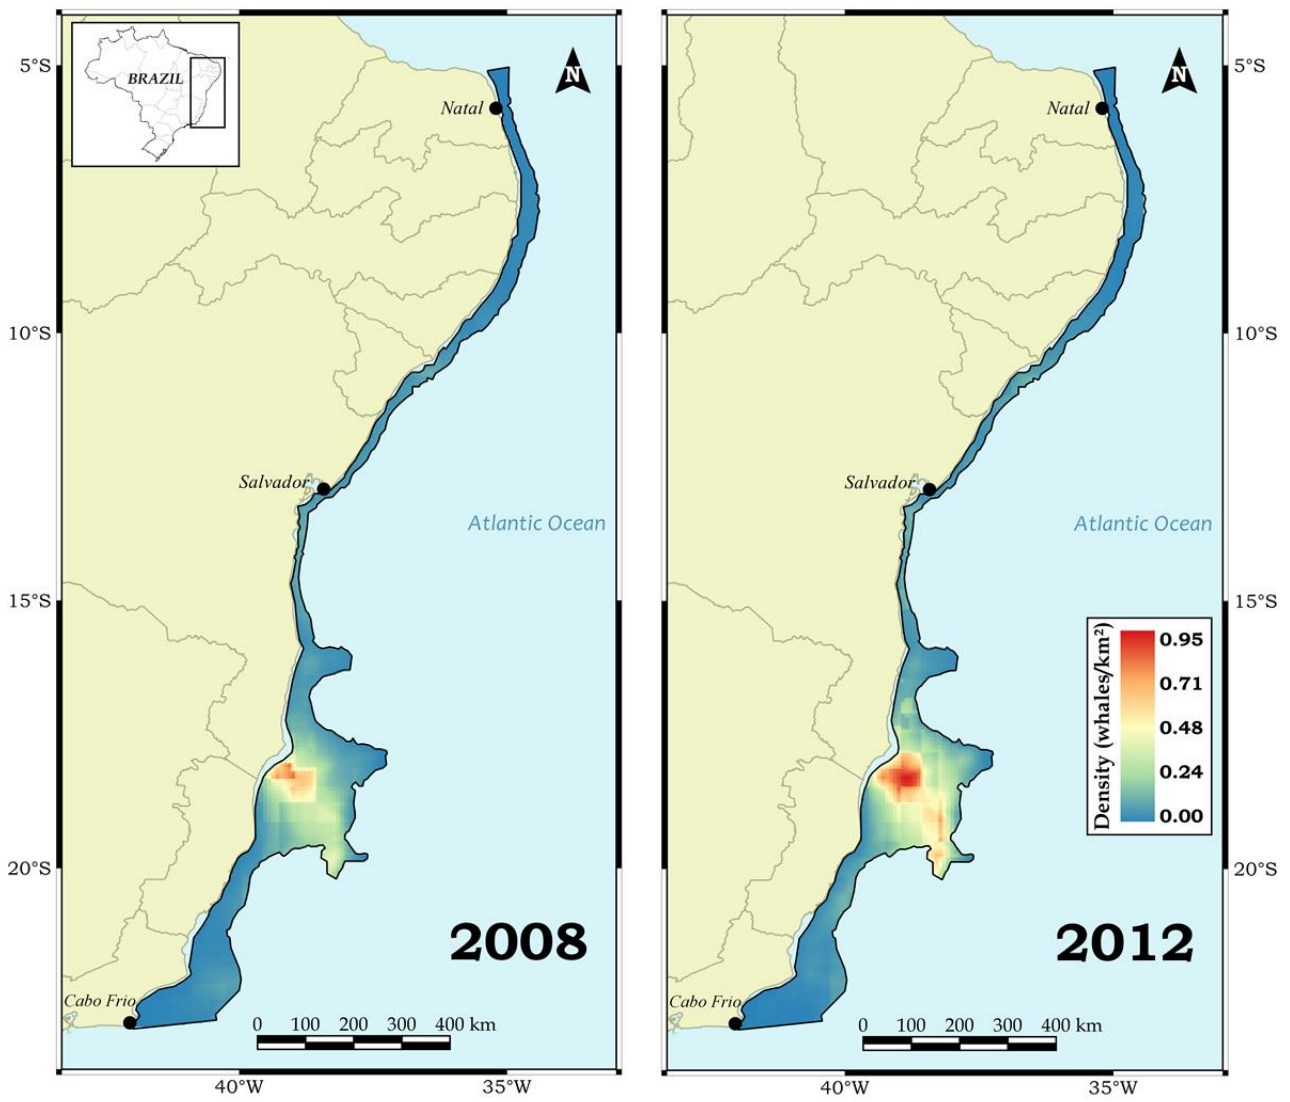 BRAZIL
N
Natal
Salvador
Atlantic Ocean
2008
Cabo Frio
0 100 200 300 400 km
5°S
10°S
15°S
20°S
40°W 35°W
N
Natal
Salvador
Atlantic Ocean
Density (whales/km²)
0.95
0.71
0.48
0.24
0.00
2012
Cabo Frio
0 100 200 300 400 km
5°S
10°S
15°S
20°S
40°W 35°W